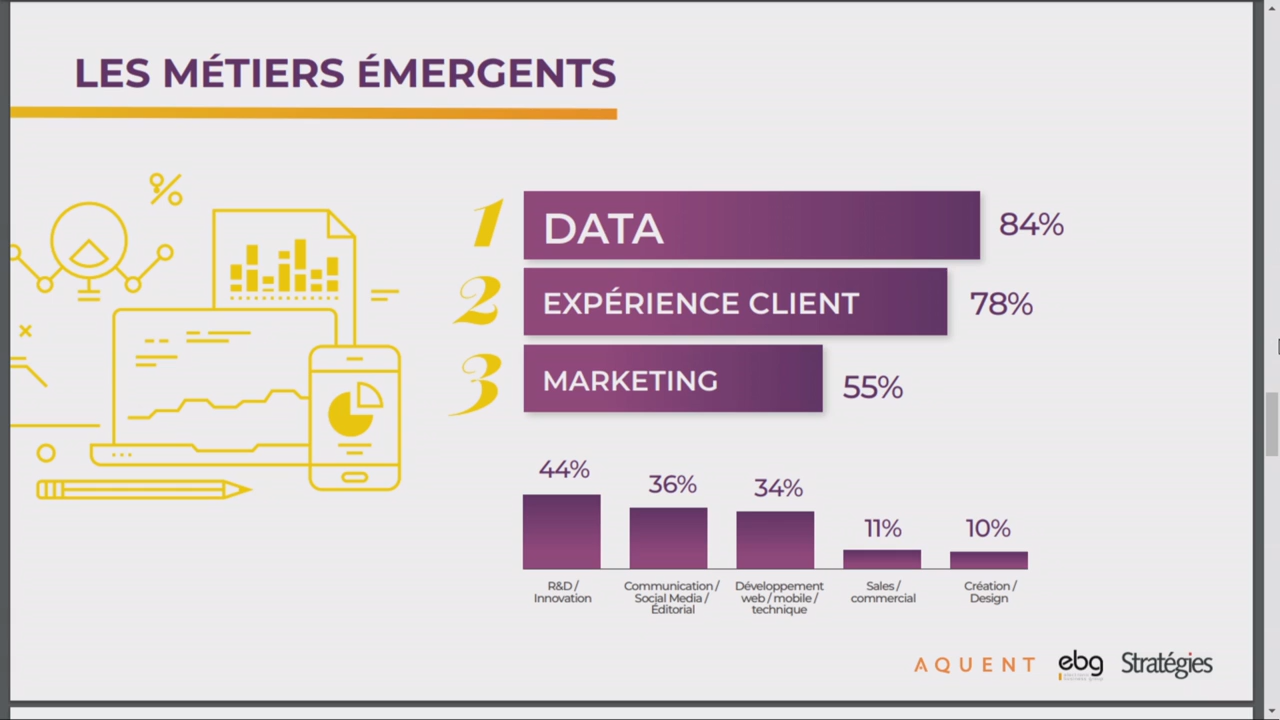 LES MÉTIERS ÉMERGENTS
%
1
DATA
84%
2
EXPÉRIENCE CLIENT
78%
3
MARKETING
55%
44%
36%
34%
11%
10%
R&D /
Innovation
Communication /
Social Media /
Éditorial
Développement
web / mobile /
technique
Sales /
commercial
Création /
Design
AQUENT
ebg
Stratégies